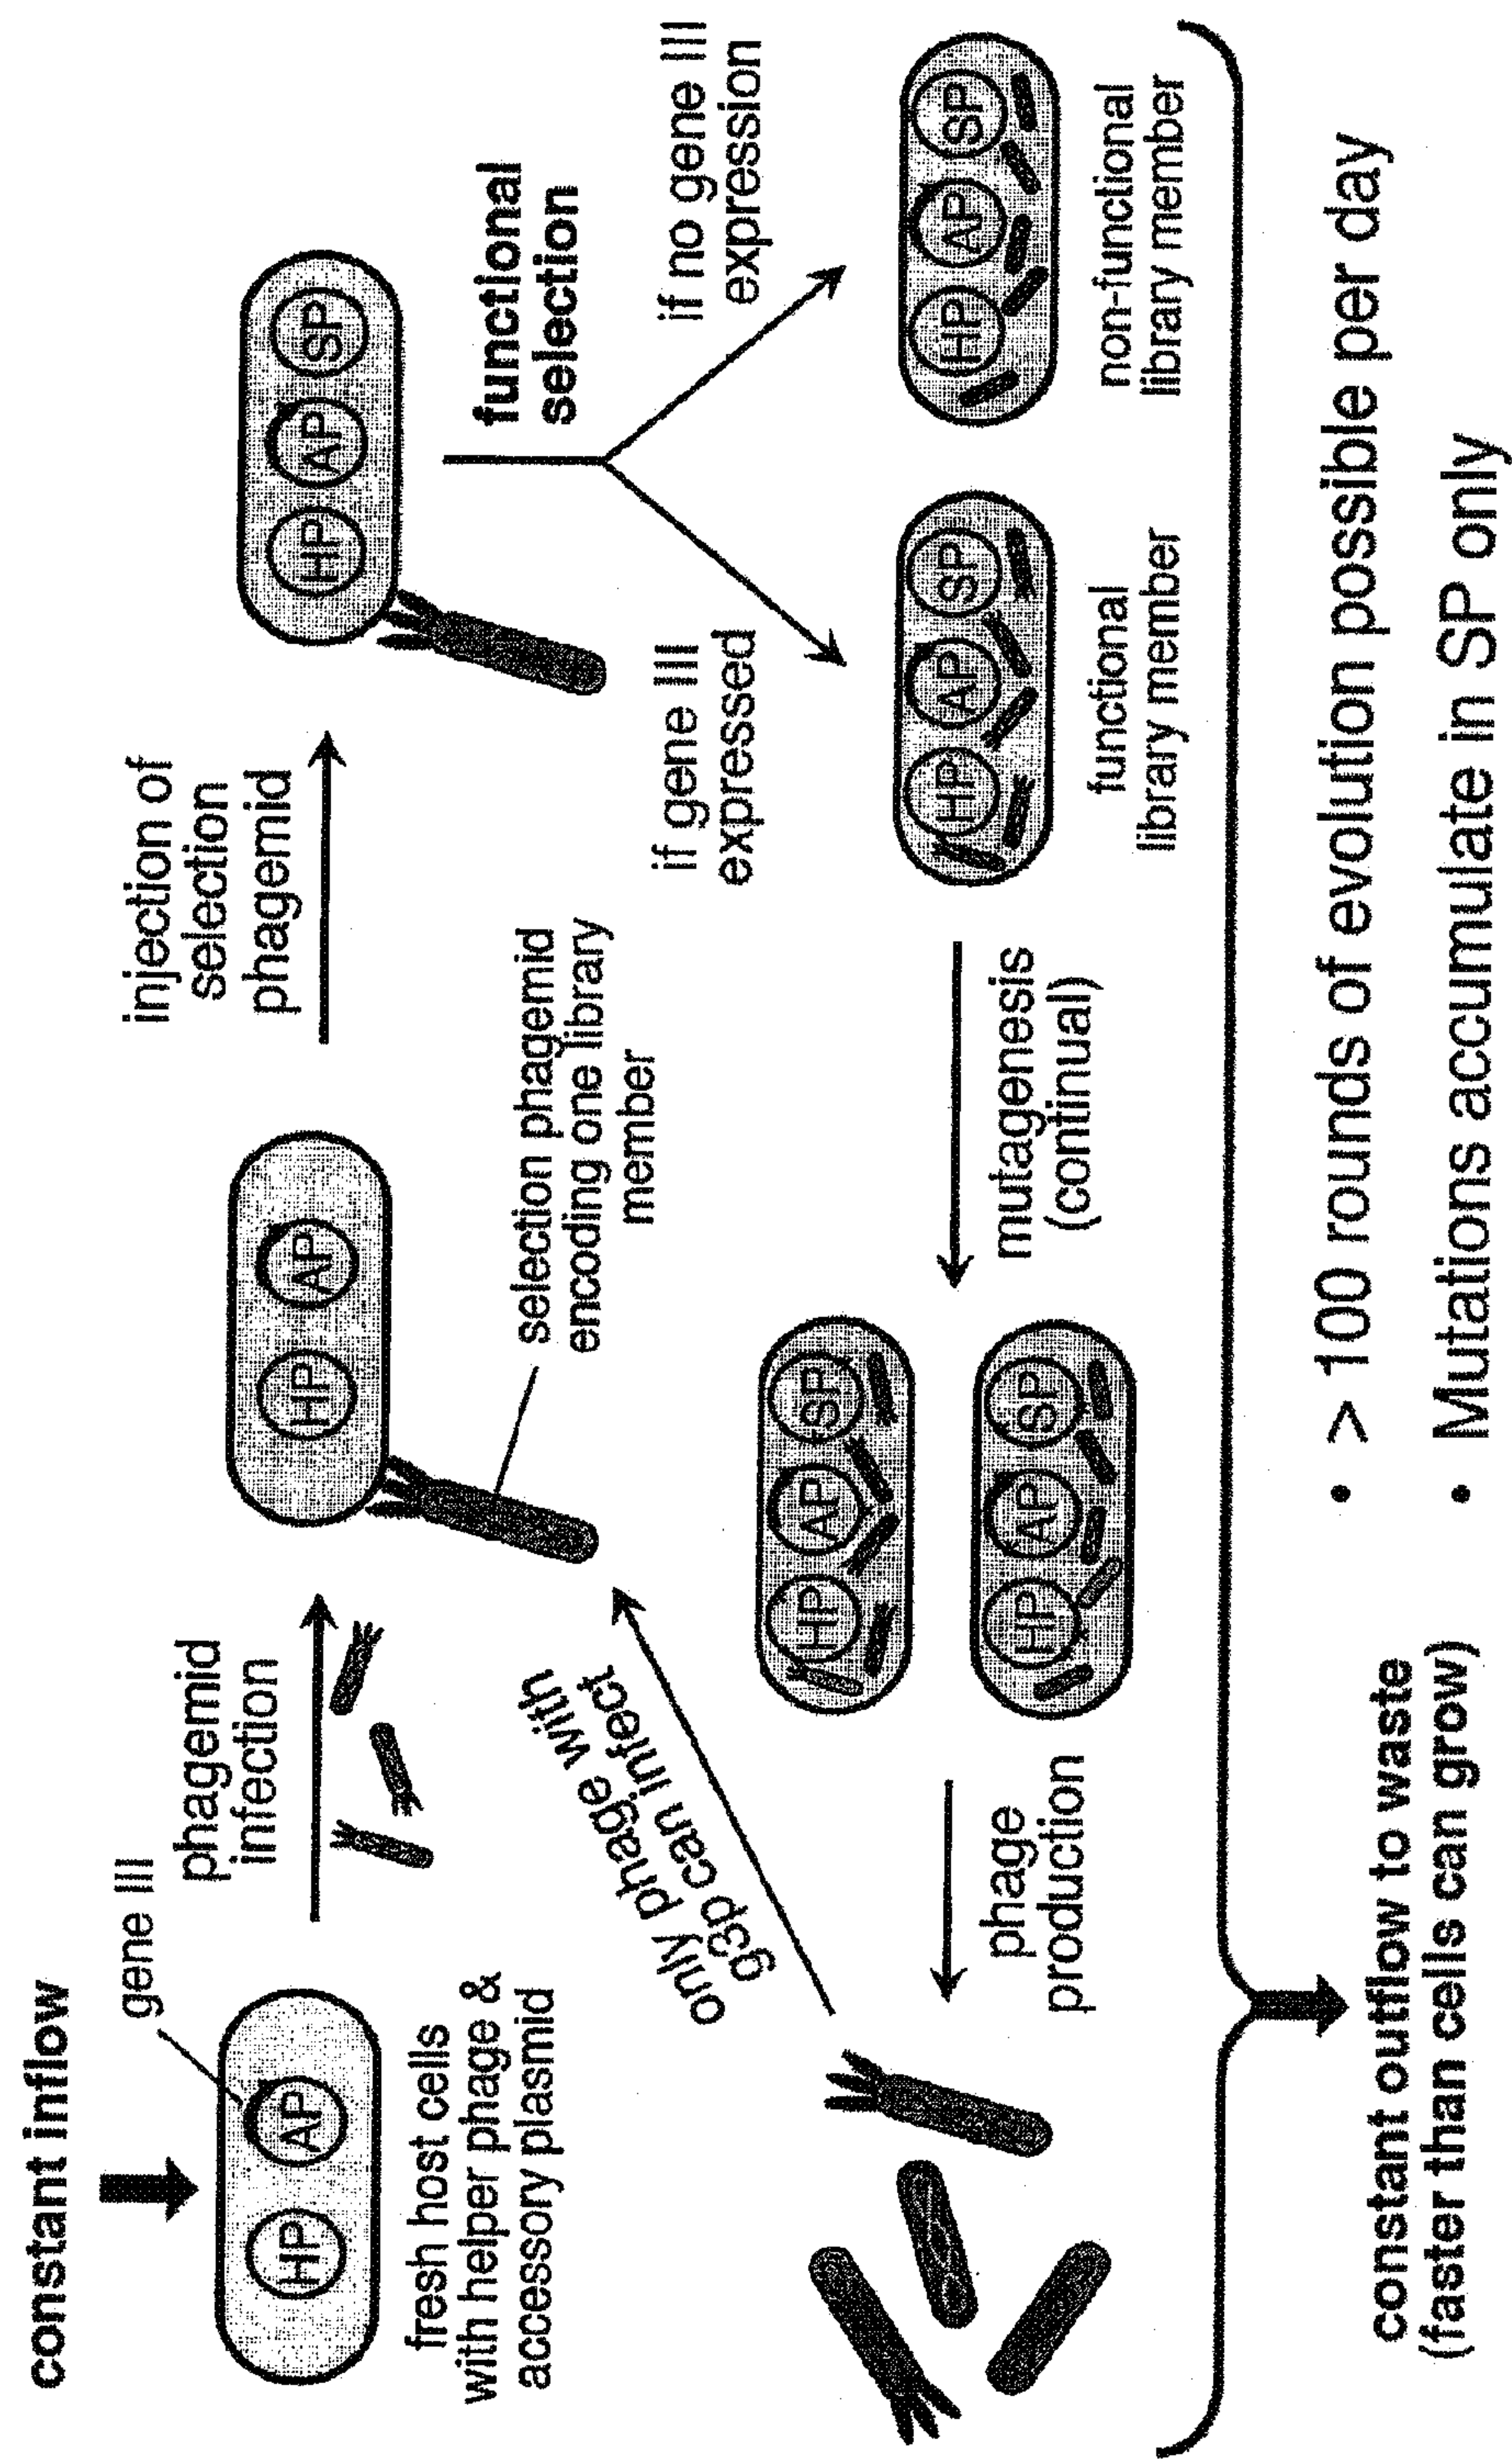 constant inflow
gene III
HP
AP
fresh host cells
with helper phage &
accessory plasmid
phagemid
infection
HP
AP
selection phagemid
encoding one library
member
injection of
selection
phagemid
HP
AP
SP
functional
selection
if gene III
expressed
if no gene III
expression
HP
AP
SP
functional
library member
HP
AP
SP
non-functional
library member
mutagenesis
(continual)
HP
AP
SP
HP
AP
SP
phage
production
only phage with
g3p can infect
constant outflow to waste
(faster than cells can grow)
• > 100 rounds of evolution possible per day
• Mutations accumulate in SP only